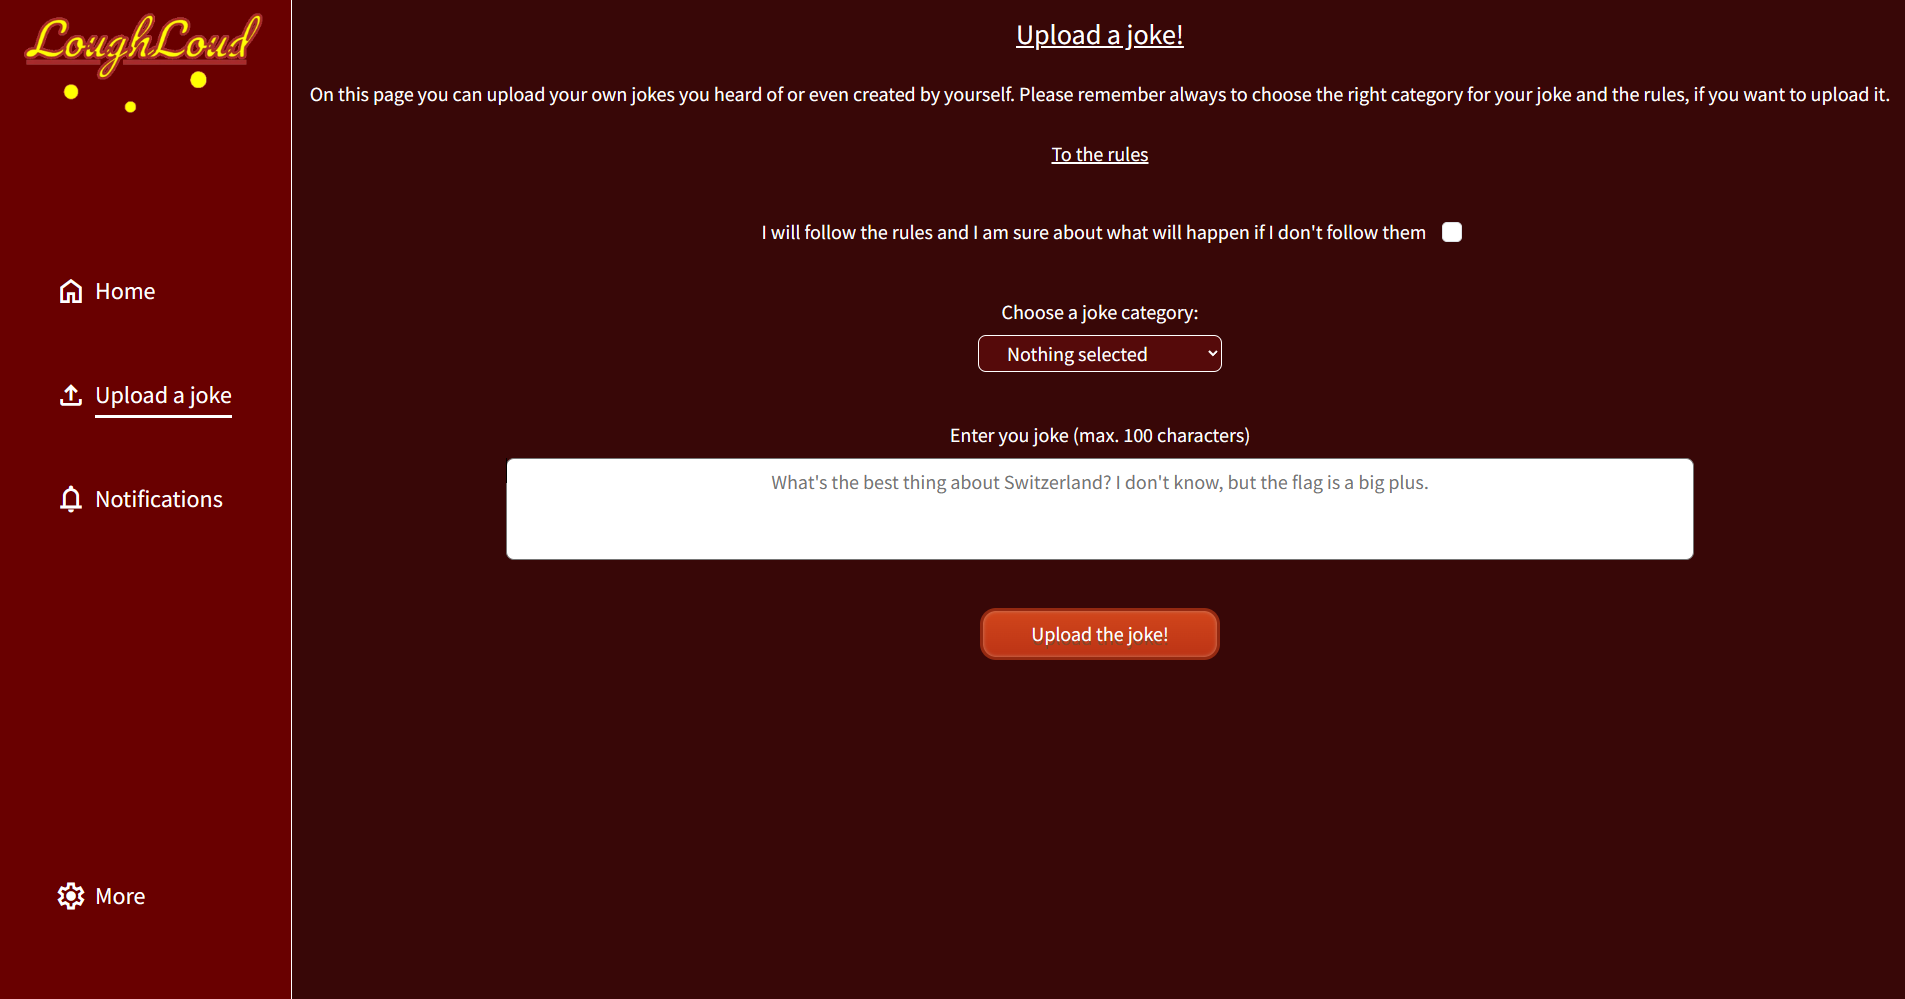 LoughLoud
Home
Upload a joke
Notifications
More
Upload a joke!
On this page you can upload your own jokes you heard of or even created by yourself. Please remember always to choose the right category for your joke and the rules, if you want to upload it.
To the rules
I will follow the rules and I am sure about what will happen if I don't follow them
Choose a joke category:
Nothing selected
Enter you joke (max. 100 characters)
What's the best thing about Switzerland? I don't know, but the flag is a big plus.
Upload the joke!